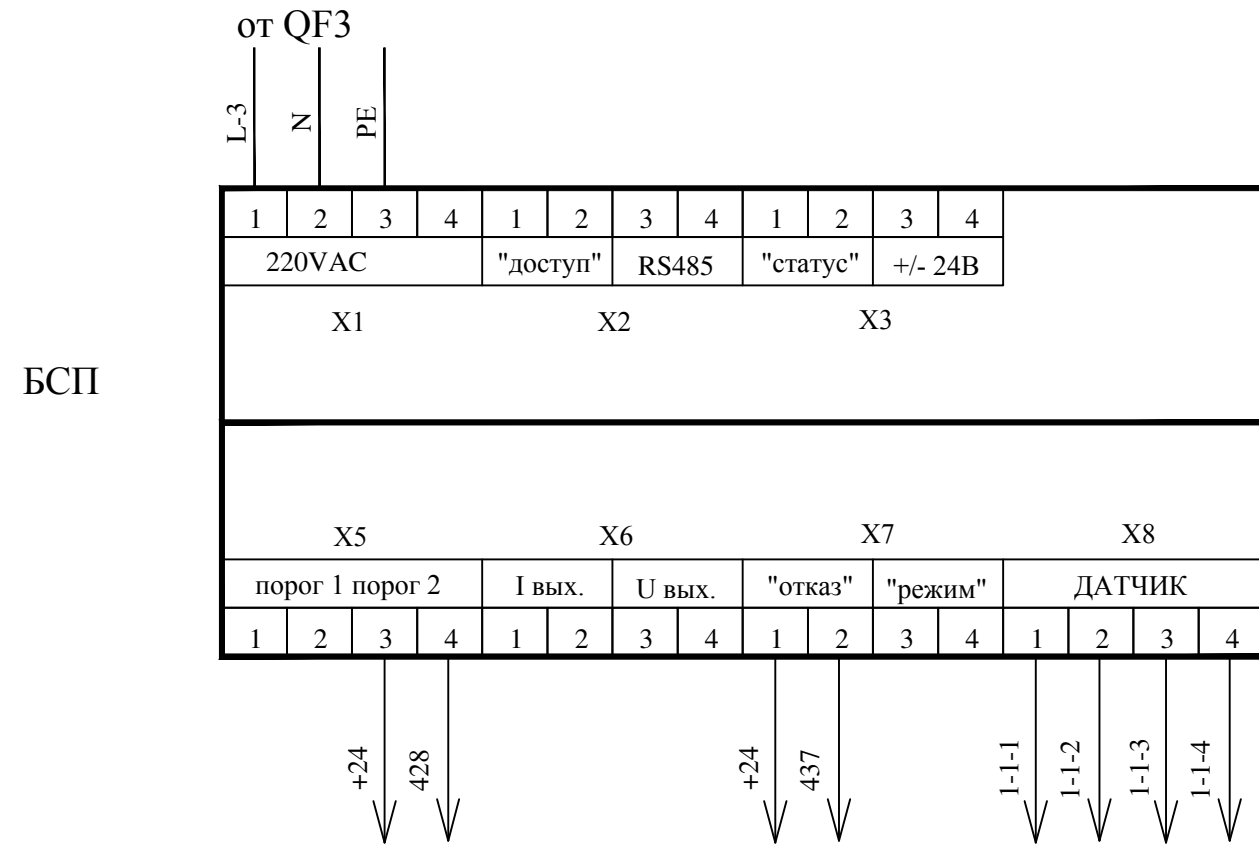 от QF3
L-3 N PE
1 2 3 4 1 2 3 4 1 2 3 4
220VAC "доступ" RS485 "статус" +/- 24В
X1 X2 X3
БСП
X5 X6 X7 X8
порог 1 порог 2 I вых. U вых. "отказ" "режим" ДАТЧИК
1 2 3 4 1 2 3 4 1 2 3 4 1 2 3 4
+24 428 +24 437 1-1-1 1-1-2 1-1-3 1-1-4